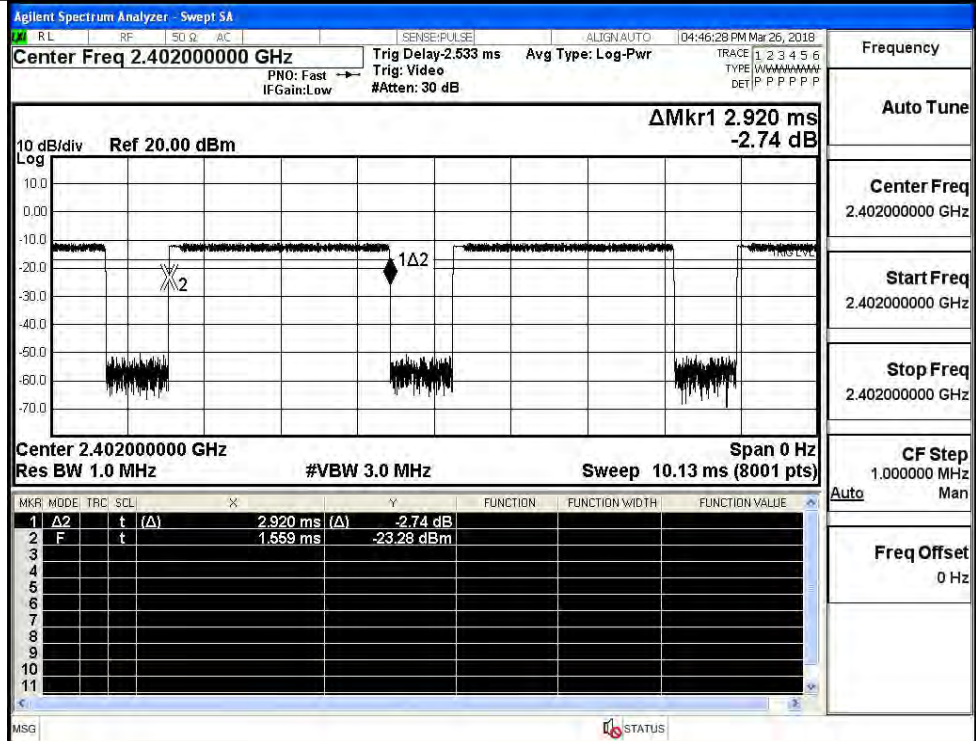 Agilent Spectrum Analyzer - Swept SA
RL RF 50 Ω AC SENSE:PULSE ALIGNAUTO 04:46:28 PM Mar 26, 2018
Center Freq 2.402000000 GHz
Trig Delay-2.533 ms Avg Type: Log-Pwr
TRACE 1 2 3 4 5 6
PNO: Fast Trig: Video
TYPE WWWWWW
IFGain:Low #Atten: 30 dB
DET P P P P P P
ΔMkr1 2.920 ms
-2.74 dB
10 dB/div Ref 20.00 dBm
Log
10.0
0.00
-10.0
TRIG LVL
1Δ2
-20.0
2
-30.0
-40.0
-50.0
-60.0
-70.0
Center 2.402000000 GHz Span 0 Hz
Res BW 1.0 MHz #VBW 3.0 MHz Sweep 10.13 ms (8001 pts)
MKR MODE TRC SCL X Y FUNCTION FUNCTION WIDTH FUNCTION VALUE
1 Δ2 t (Δ) 2.920 ms (Δ) -2.74 dB
2 F t 1.559 ms -23.28 dBm
3
4
5
6
7
8
9
10
11
MSG STATUS
Frequency
Auto Tune
Center Freq
2.402000000 GHz
Start Freq
2.402000000 GHz
Stop Freq
2.402000000 GHz
CF Step
1.000000 MHz
Auto Man
Freq Offset
0 Hz